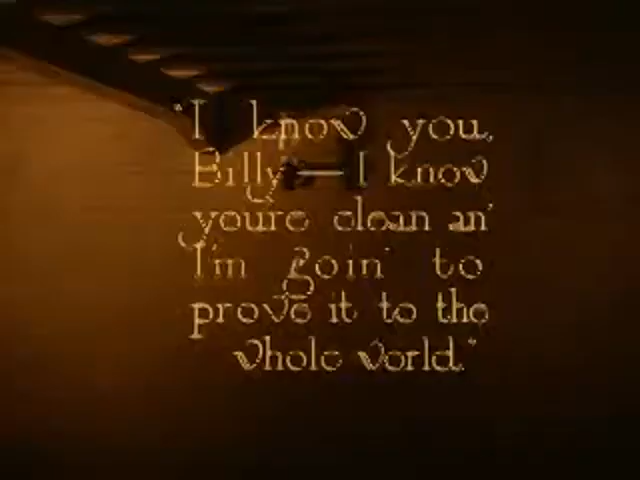 "I know you,
Billy — I know
you're clean an'
I'm goin' to
prove it to the
whole world."